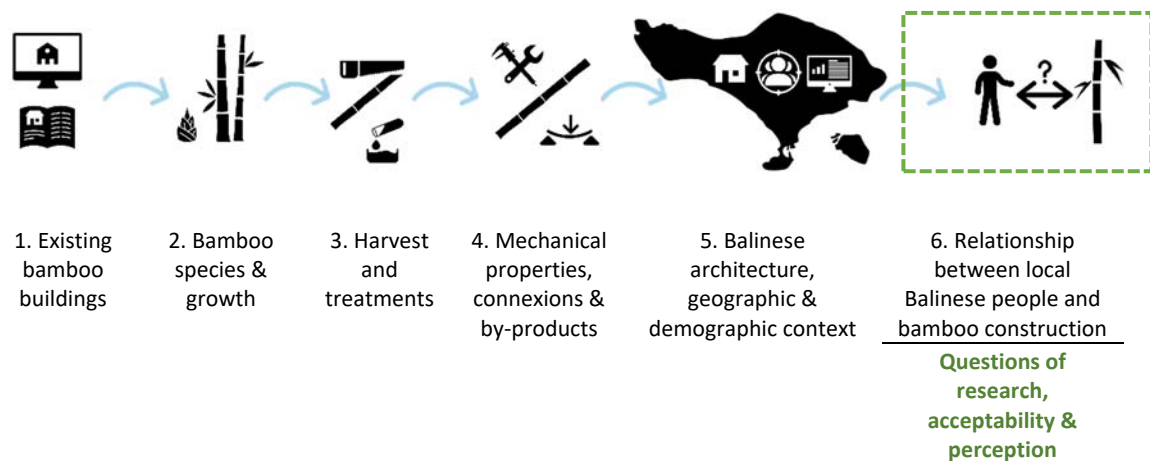 ?
1. Existing
bamboo
buildings
2. Bamboo
species &
growth
3. Harvest
and
treatments
4. Mechanical
properties,
connexions &
by-products
5. Balinese
architecture,
geographic &
demographic context
6. Relationship
between local
Balinese people and
bamboo construction
Questions of
research,
acceptability &
perception